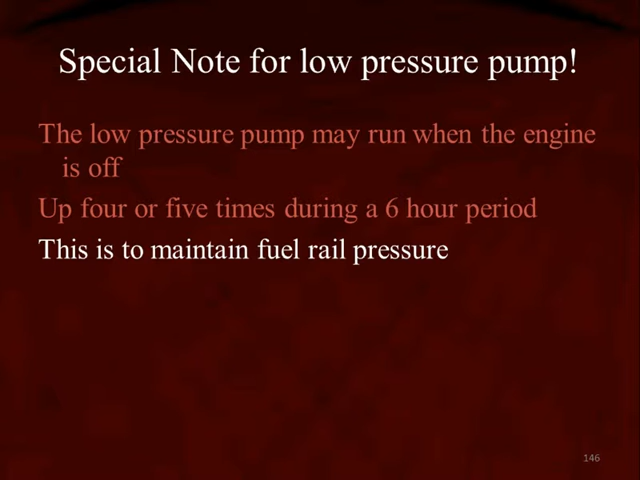 Special Note for low pressure pump!
The low pressure pump may run when the engine
is off
Up four or five times during a 6 hour period
This is to maintain fuel rail pressure
146